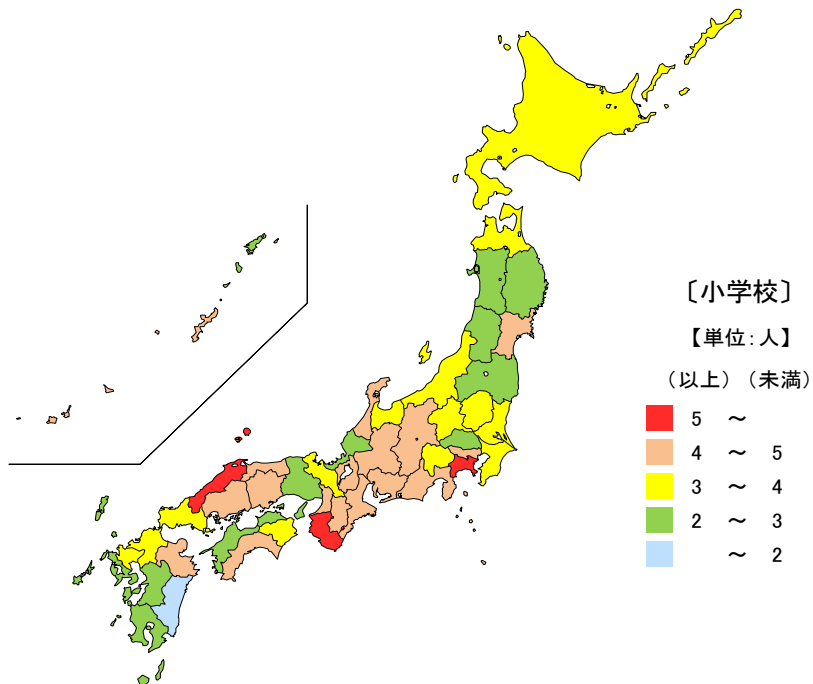 〔小学校〕
【単位：人】
（以上）（未満）
5 ～
4 ～ 5
3 ～ 4
2 ～ 3
～ 2